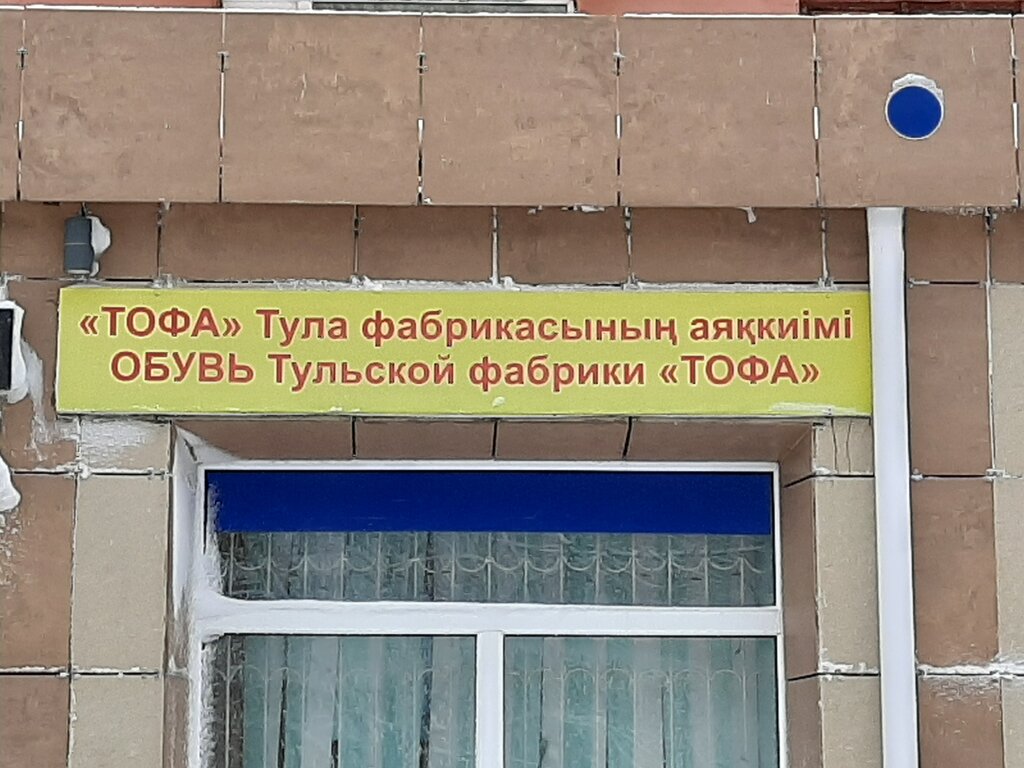 «ТОФА» Тула фабрикасының аяққиімі
ОБУВЬ Тульской фабрики «ТОФА»